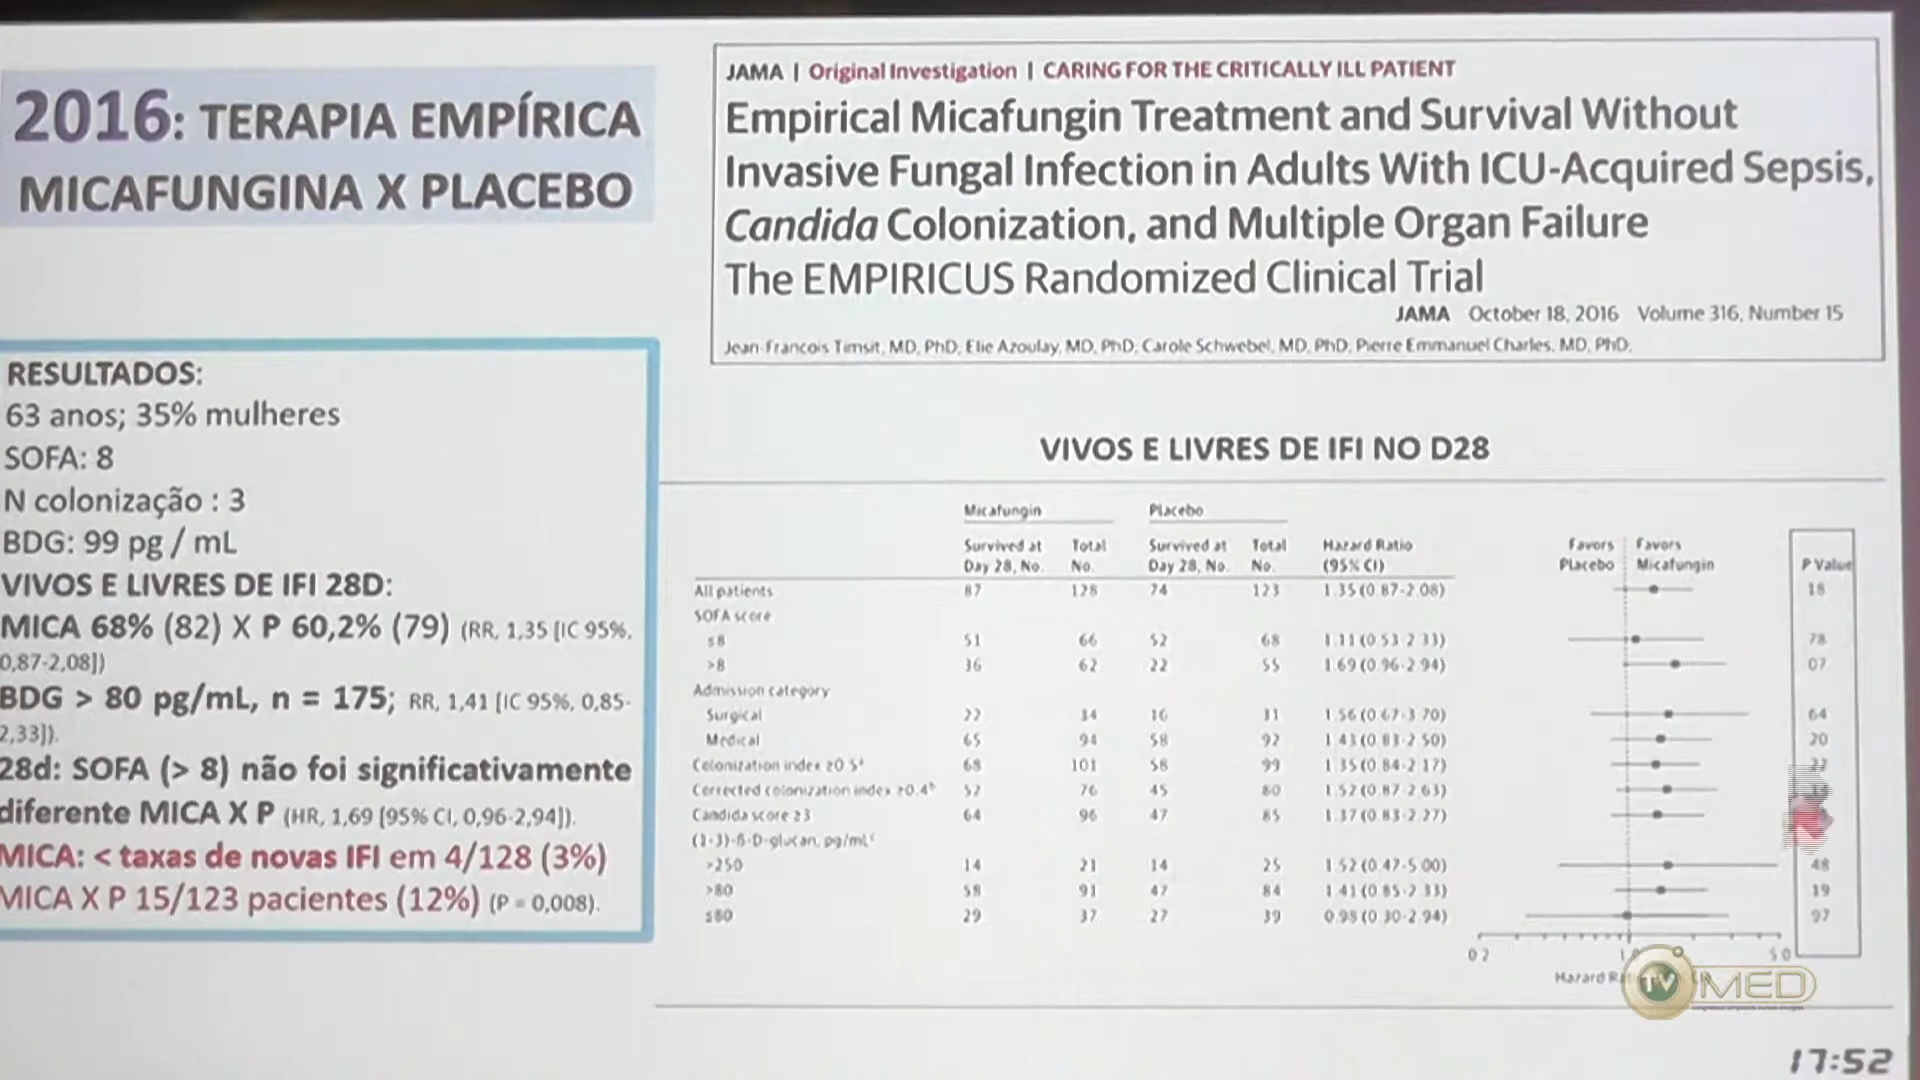 2016: TERAPIA EMPÍRICA
MICAFUNGINA X PLACEBO
JAMA | Original Investigation | CARING FOR THE CRITICALLY ILL PATIENT
Empirical Micafungin Treatment and Survival Without
Invasive Fungal Infection in Adults With ICU-Acquired Sepsis,
Candida Colonization, and Multiple Organ Failure
The EMPIRICUS Randomized Clinical Trial
JAMA October 18, 2016 Volume 316, Number 15
Jean-Francois Timsit, MD, PhD, Elie Azoulay, MD, PhD, Carole Schwebel, MD, PhD, Pierre Emmanuel Charles, MD, PhD,
RESULTADOS:
63 anos; 35% mulheres
SOFA: 8
N colonização : 3
BDG: 99 pg / mL
VIVOS E LIVRES DE IFI 28D:
MICA 68% (82) X P 60,2% (79) (RR, 1,35 [IC 95%,
0,87-2,08])
BDG > 80 pg/mL, n = 175; RR, 1,41 [IC 95%, 0,85-
2,33]).
28d: SOFA (> 8) não foi significativamente
diferente MICA X P (HR, 1,69 [95% CI, 0,96-2,94]).
MICA: < taxas de novas IFI em 4/128 (3%)
MICA X P 15/123 pacientes (12%) (P = 0,008).
VIVOS E LIVRES DE IFI NO D28
Micafungin Placebo
Survived at Total Survived at Total Hazard Ratio Favors Favors
Day 28, No. No. Day 28, No. No. (95% CI) Placebo Micafungin P Value
All patients 87 128 74 123 1.35 (0.87-2.08) 18
SOFA score
≤8 51 66 52 68 1.11 (0.53-2.33) 78
>8 36 62 22 55 1.69 (0.96-2.94) 07
Admission category
Surgical 22 34 16 31 1.56 (0.67-3.70) 64
Medical 65 94 58 92 1.43 (0.83-2.50) 20
Colonization index ≥0.5ᵃ 68 101 58 99 1.35 (0.84-2.17)
Corrected colonization index ≥0.4ᵇ 52 76 45 80 1.52 (0.87-2.63)
Candida score ≥3 64 96 47 85 1.37 (0.83-2.27)
(1-3)-β-D-glucan, pg/mLᶜ
>250 14 21 14 25 1.52 (0.47-5.00) 48
>80 58 91 47 84 1.41 (0.85-2.33) 19
≤80 29 37 27 39 0.95 (0.30-2.94) 97
0.2 5.0
Hazard
TV MED
17:52